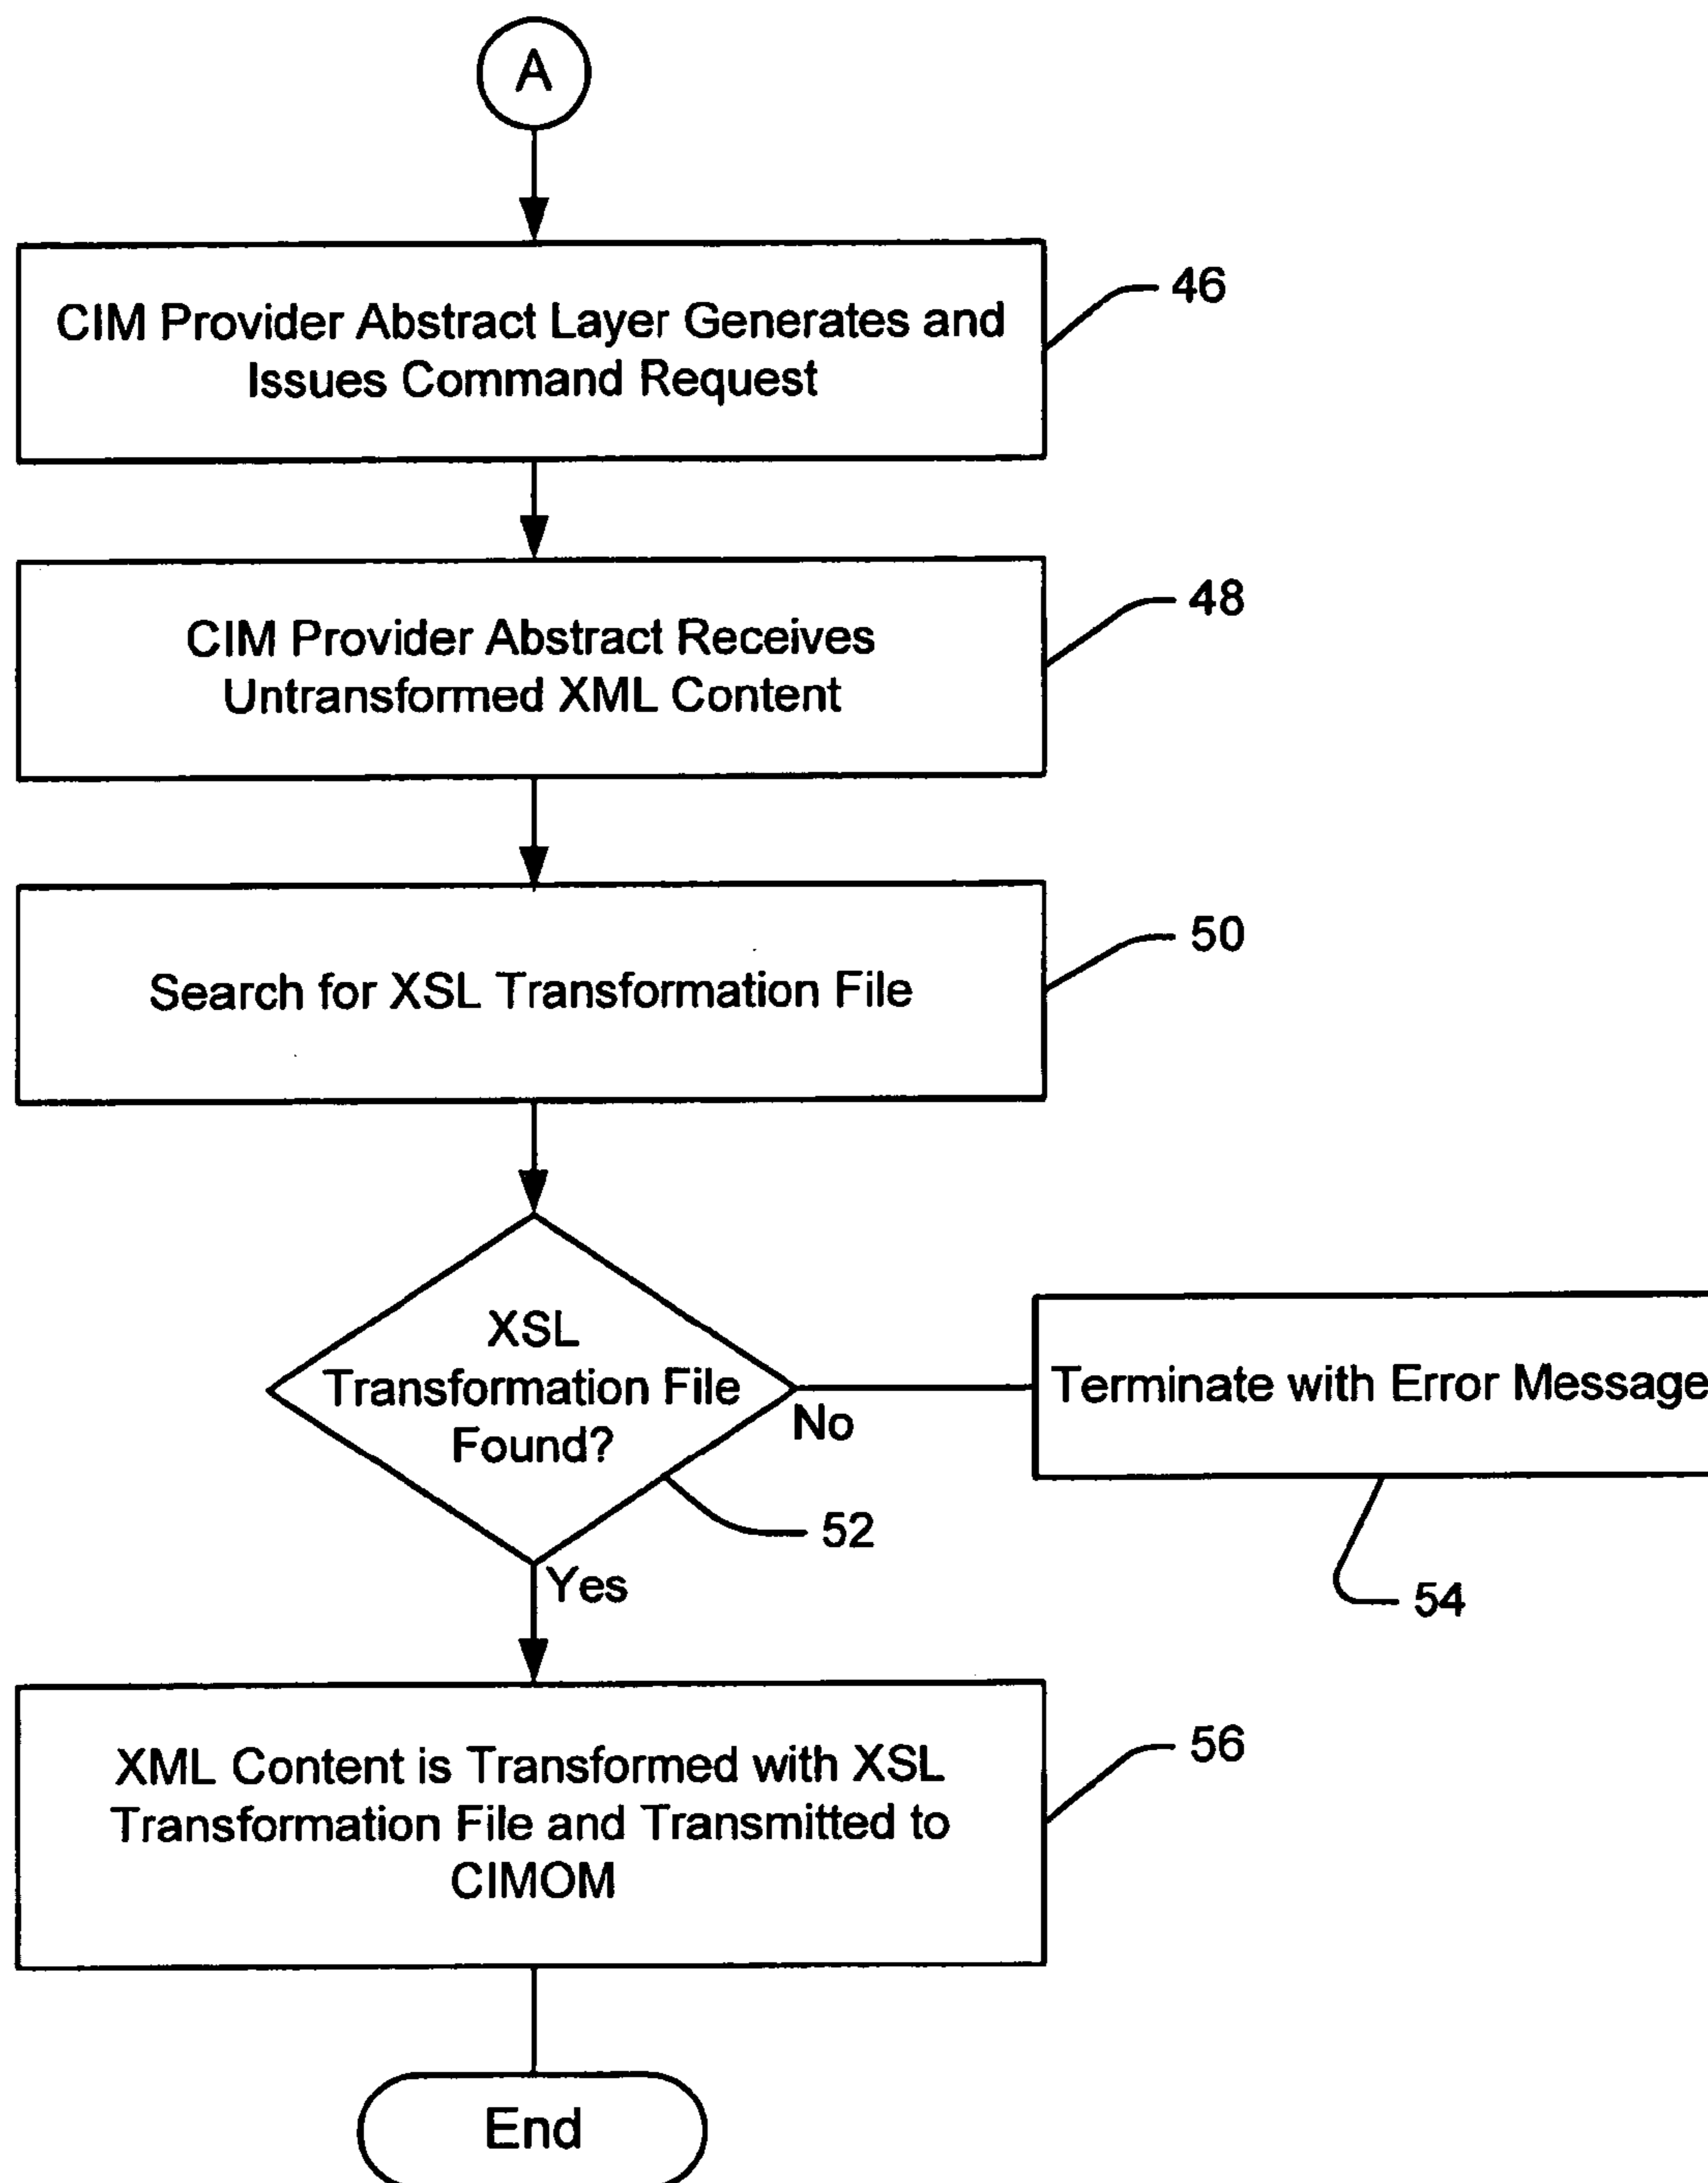 A
CIM Provider Abstract Layer Generates and
Issues Command Request
46
CIM Provider Abstract Receives
Untransformed XML Content
48
Search for XSL Transformation File
50
XSL
Transformation File
Found?
No
Terminate with Error Message
52
Yes
54
XML Content is Transformed with XSL
Transformation File and Transmitted to
CIMOM
56
End